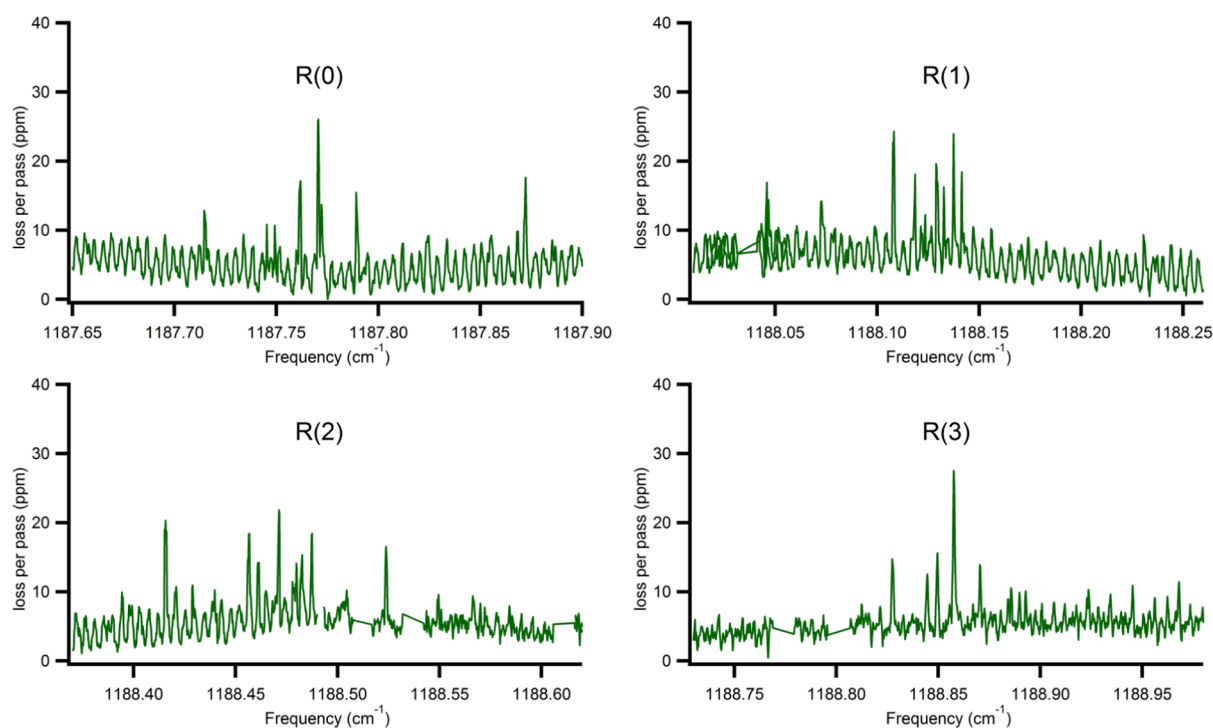 R(0)
loss per pass (ppm)
40
30
20
10
0
1187.65 1187.70 1187.75 1187.80 1187.85 1187.90
Frequency (cm⁻¹)
R(1)
loss per pass (ppm)
40
30
20
10
0
1188.05 1188.10 1188.15 1188.20 1188.25
Frequency (cm⁻¹)
R(2)
loss per pass (ppm)
40
30
20
10
0
1188.40 1188.45 1188.50 1188.55 1188.60
Frequency (cm⁻¹)
R(3)
loss per pass (ppm)
40
30
20
10
0
1188.75 1188.80 1188.85 1188.90 1188.95
Frequency (cm⁻¹)